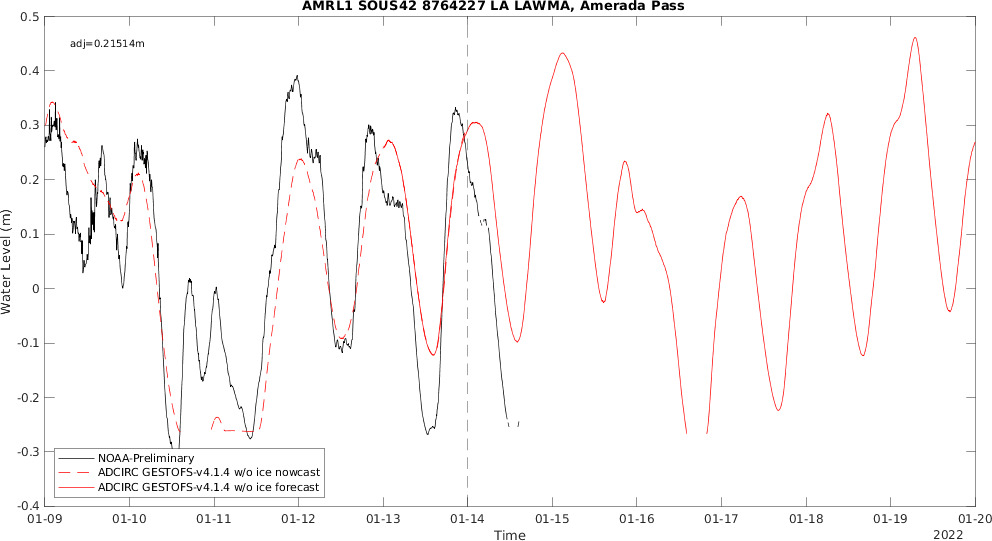 AMRL1 SOUS42 8764227 LA LAWMA, Amerada Pass
adj=0.21514m
0.5
0.4
0.3
0.2
0.1
0
-0.1
-0.2
-0.3
-0.4
Water Level (m)
NOAA-Preliminary
ADCIRC GESTOFS-v4.1.4 w/o ice nowcast
ADCIRC GESTOFS-v4.1.4 w/o ice forecast
01-09 01-10 01-11 01-12 01-13 01-14 01-15 01-16 01-17 01-18 01-19 01-20
Time
2022